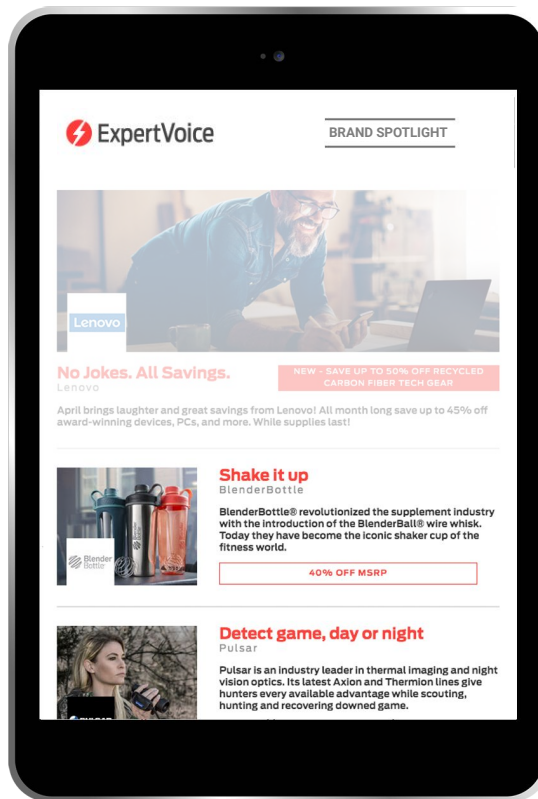 ExpertVoice
BRAND SPOTLIGHT
Lenovo
No Jokes. All Savings.
Lenovo
NEW - SAVE UP TO 50% OFF RECYCLED
CARBON FIBER TECH GEAR
April brings laughter and great savings from Lenovo! All month long save up to 45% off
award-winning devices, PCs, and more. While supplies last!
Blender
Bottle®
Shake it up
BlenderBottle
BlenderBottle® revolutionized the supplement industry
with the introduction of the BlenderBall® wire whisk.
Today they have become the iconic shaker cup of the
fitness world.
40% OFF MSRP
Detect game, day or night
Pulsar
Pulsar is an industry leader in thermal imaging and night
vision optics. Its latest Axion and Thermion lines give
hunters every available advantage while scouting,
hunting and recovering downed game.